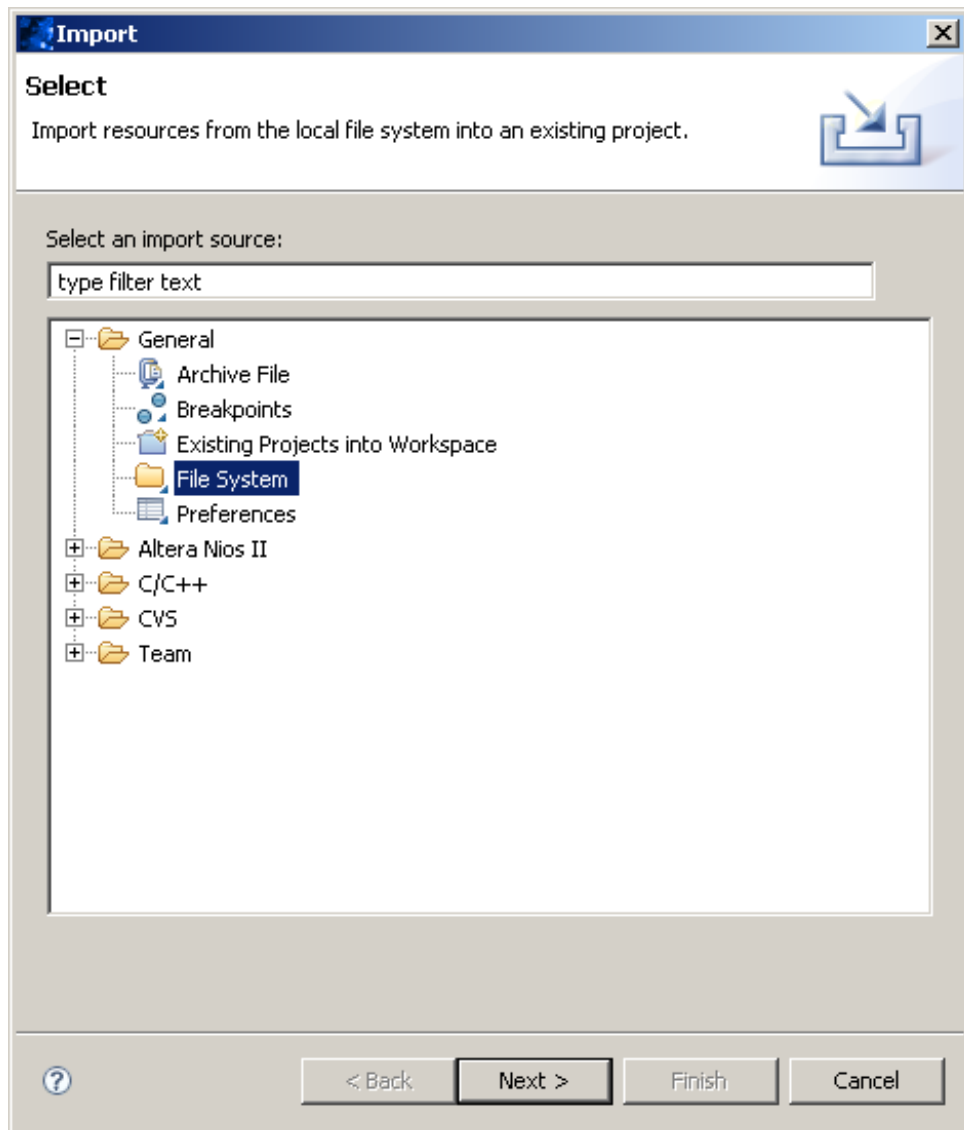 Import
Select
Import resources from the local file system into an existing project.
Select an import source:
type filter text
General
Archive File
Breakpoints
Existing Projects into Workspace
File System
Preferences
Altera Nios II
C/C++
CVS
Team
< Back Next > Finish Cancel